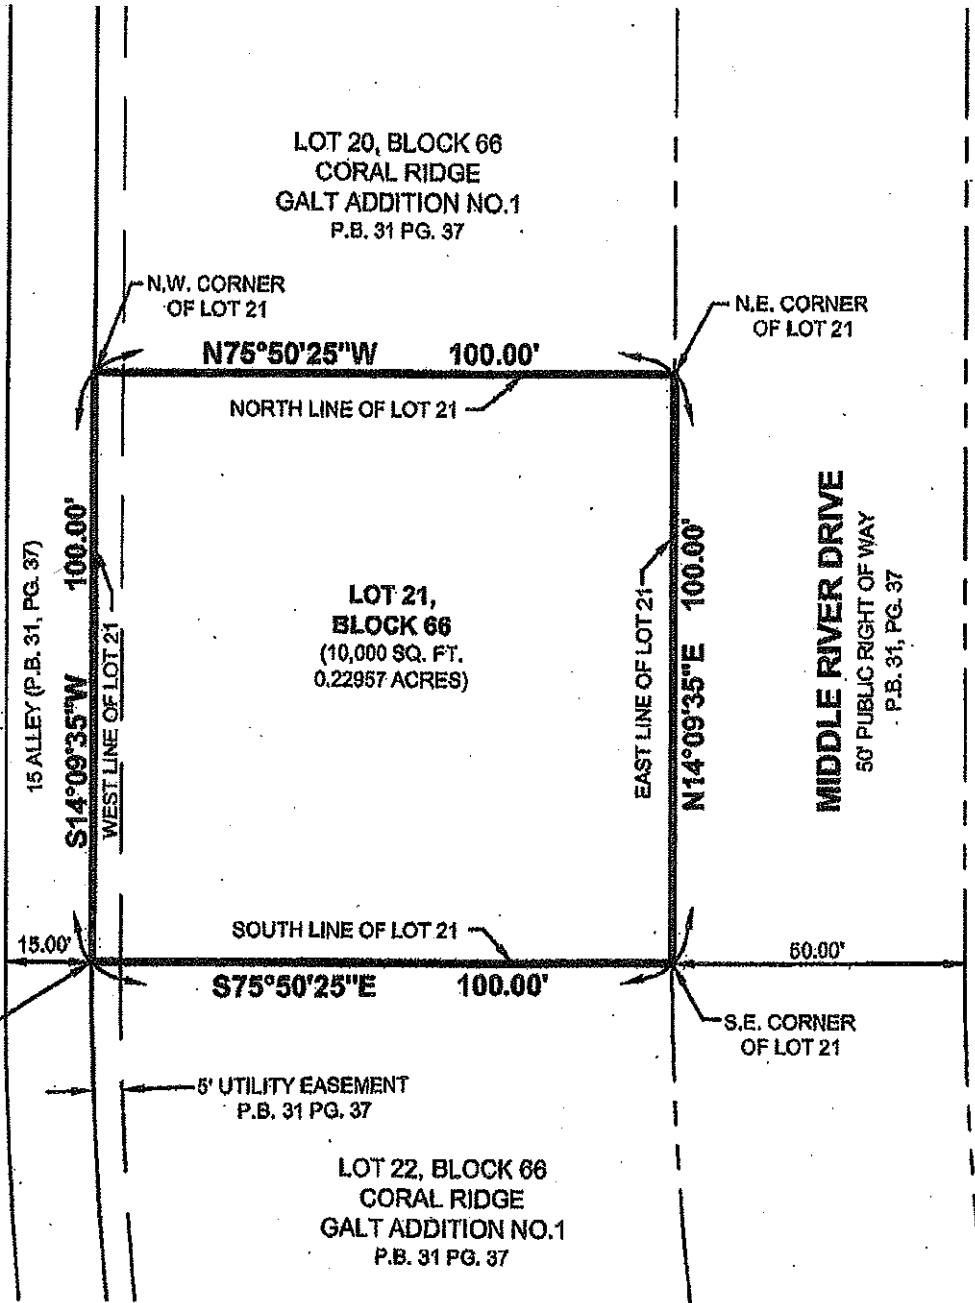 LOT 20, BLOCK 66
CORAL RIDGE
GALT ADDITION NO.1
P.B. 31 PG. 37
N.W. CORNER
OF LOT 21
N.E. CORNER
OF LOT 21
N75°50'25"W 100.00'
NORTH LINE OF LOT 21
15 ALLEY (P.B. 31, PG. 37)
S14°09'35"W 100.00'
WEST LINE OF LOT 21
LOT 21,
BLOCK 66
(10,000 SQ. FT.
0.22957 ACRES)
EAST LINE OF LOT 21
N14°09'35"E 100.00'
MIDDLE RIVER DRIVE
50' PUBLIC RIGHT OF WAY
P.B. 31, PG. 37
SOUTH LINE OF LOT 21
15.00'
S75°50'25"E 100.00'
50.00'
S.E. CORNER
OF LOT 21
5' UTILITY EASEMENT
P.B. 31 PG. 37
LOT 22, BLOCK 66
CORAL RIDGE
GALT ADDITION NO.1
P.B. 31 PG. 37